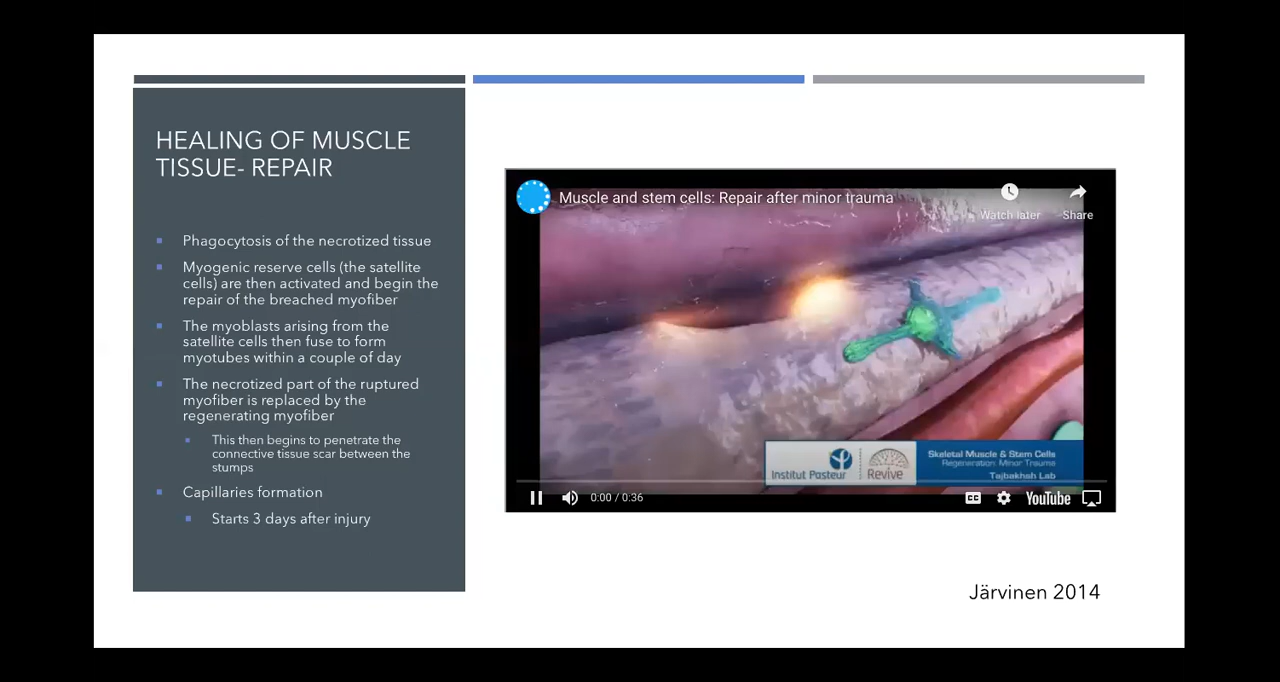 HEALING OF MUSCLE
TISSUE- REPAIR
Phagocytosis of the necrotized tissue
Myogenic reserve cells (the satellite
cells) are then activated and begin the
repair of the breached myofiber
The myoblasts arising from the
satellite cells then fuse to form
myotubes within a couple of day
The necrotized part of the ruptured
myofiber is replaced by the
regenerating myofiber
This then begins to penetrate the
connective tissue scar between the
stumps
Capillaries formation
Starts 3 days after injury
Muscle and stem cells: Repair after minor trauma
Watch later
Share
Institut Pasteur
Revive
Skeletal Muscle & Stem Cells
Regeneration: Minor Trauma
Tajbakhsh Lab
0:00 / 0:36
CC
YouTube
Järvinen 2014